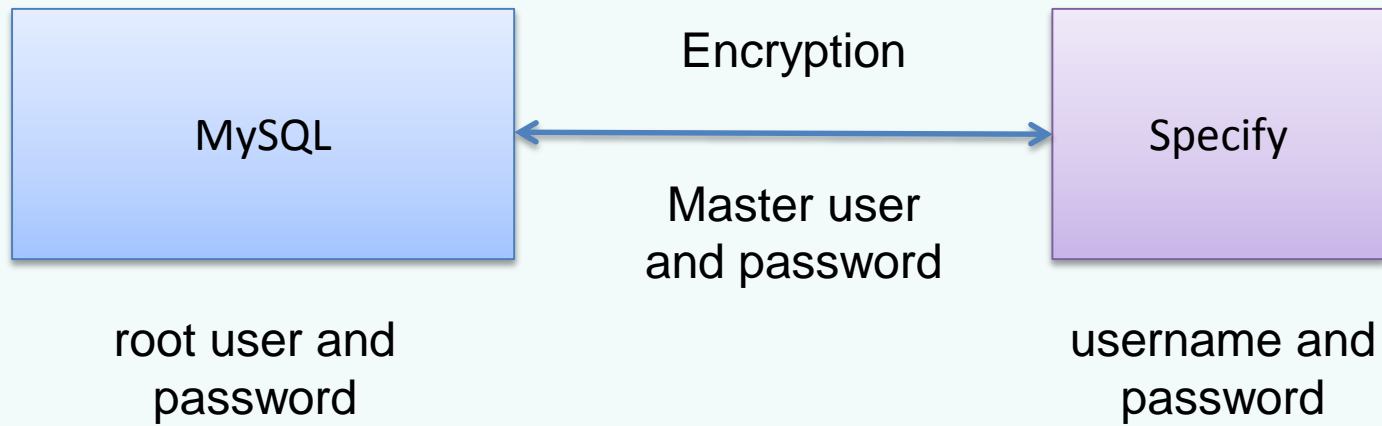 MySQL
Encryption
Master user
and password
Specify
root user and
password
username and
password